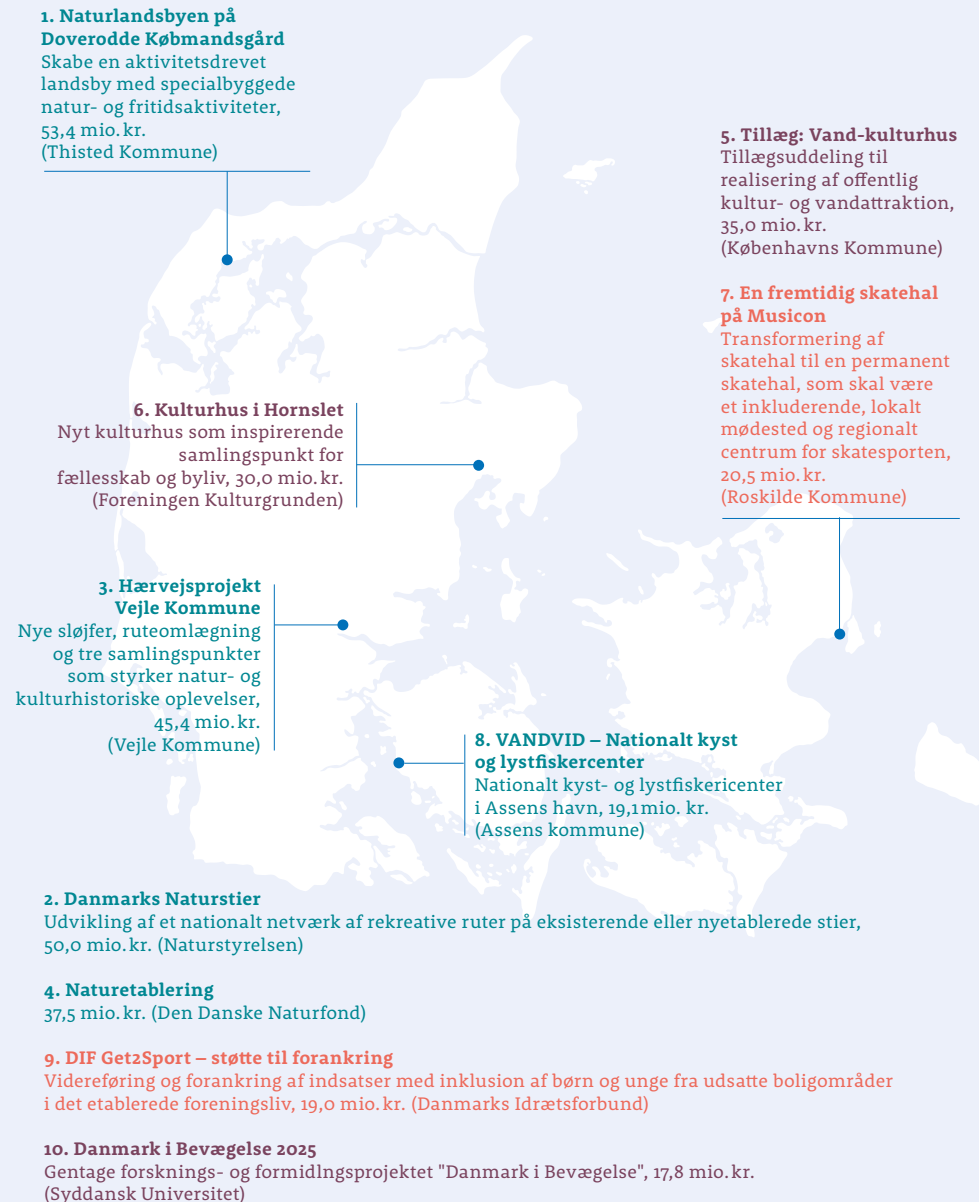 1. Naturlandsbyen på
Doverodde Købmandsgård
Skabe en aktivitetsdrevet
landsby med specialbyggede
natur- og fritidsaktiviteter,
53,4 mio. kr.
(Thisted Kommune)
5. Tillæg: Vand-kulturhus
Tillægsuddeling til
realisering af offentlig
kultur- og vandattraktion,
35,0 mio. kr.
(Københavns Kommune)
7. En fremtidig skatehal
på Musicon
Transformering af
skatehal til en permanent
skatehal, som skal være
et inkluderende, lokalt
mødested og regionalt
centrum for skatesporten,
20,5 mio. kr.
(Roskilde Kommune)
6. Kulturhus i Hornslet
Nyt kulturhus som inspirerende
samlingspunkt for
fællesskab og byliv, 30,0 mio. kr.
(Foreningen Kulturgrunden)
3. Hærvejsprojekt
Vejle Kommune
Nye sløjfer, ruteomlægning
og tre samlingspunkter
som styrker natur- og
kulturhistoriske oplevelser,
45,4 mio. kr.
(Vejle Kommune)
8. VANDVID – Nationalt kyst
og lystfiskercenter
Nationalt kyst- og lystfiskericenter
i Assens havn, 19,1 mio. kr.
(Assens kommune)
2. Danmarks Naturstier
Udvikling af et nationalt netværk af rekreative ruter på eksisterende eller nyetablerede stier,
50,0 mio. kr. (Naturstyrelsen)
4. Naturetablering
37,5 mio. kr. (Den Danske Naturfond)
9. DIF Get2Sport – støtte til forankring
Videreføring og forankring af indsatser med inklusion af børn og unge fra udsatte boligområder
i det etablerede foreningsliv, 19,0 mio. kr. (Danmarks Idrætsforbund)
10. Danmark i Bevægelse 2025
Gentage forsknings- og formidlngsprojektet "Danmark i Bevægelse", 17,8 mio. kr.
(Syddansk Universitet)